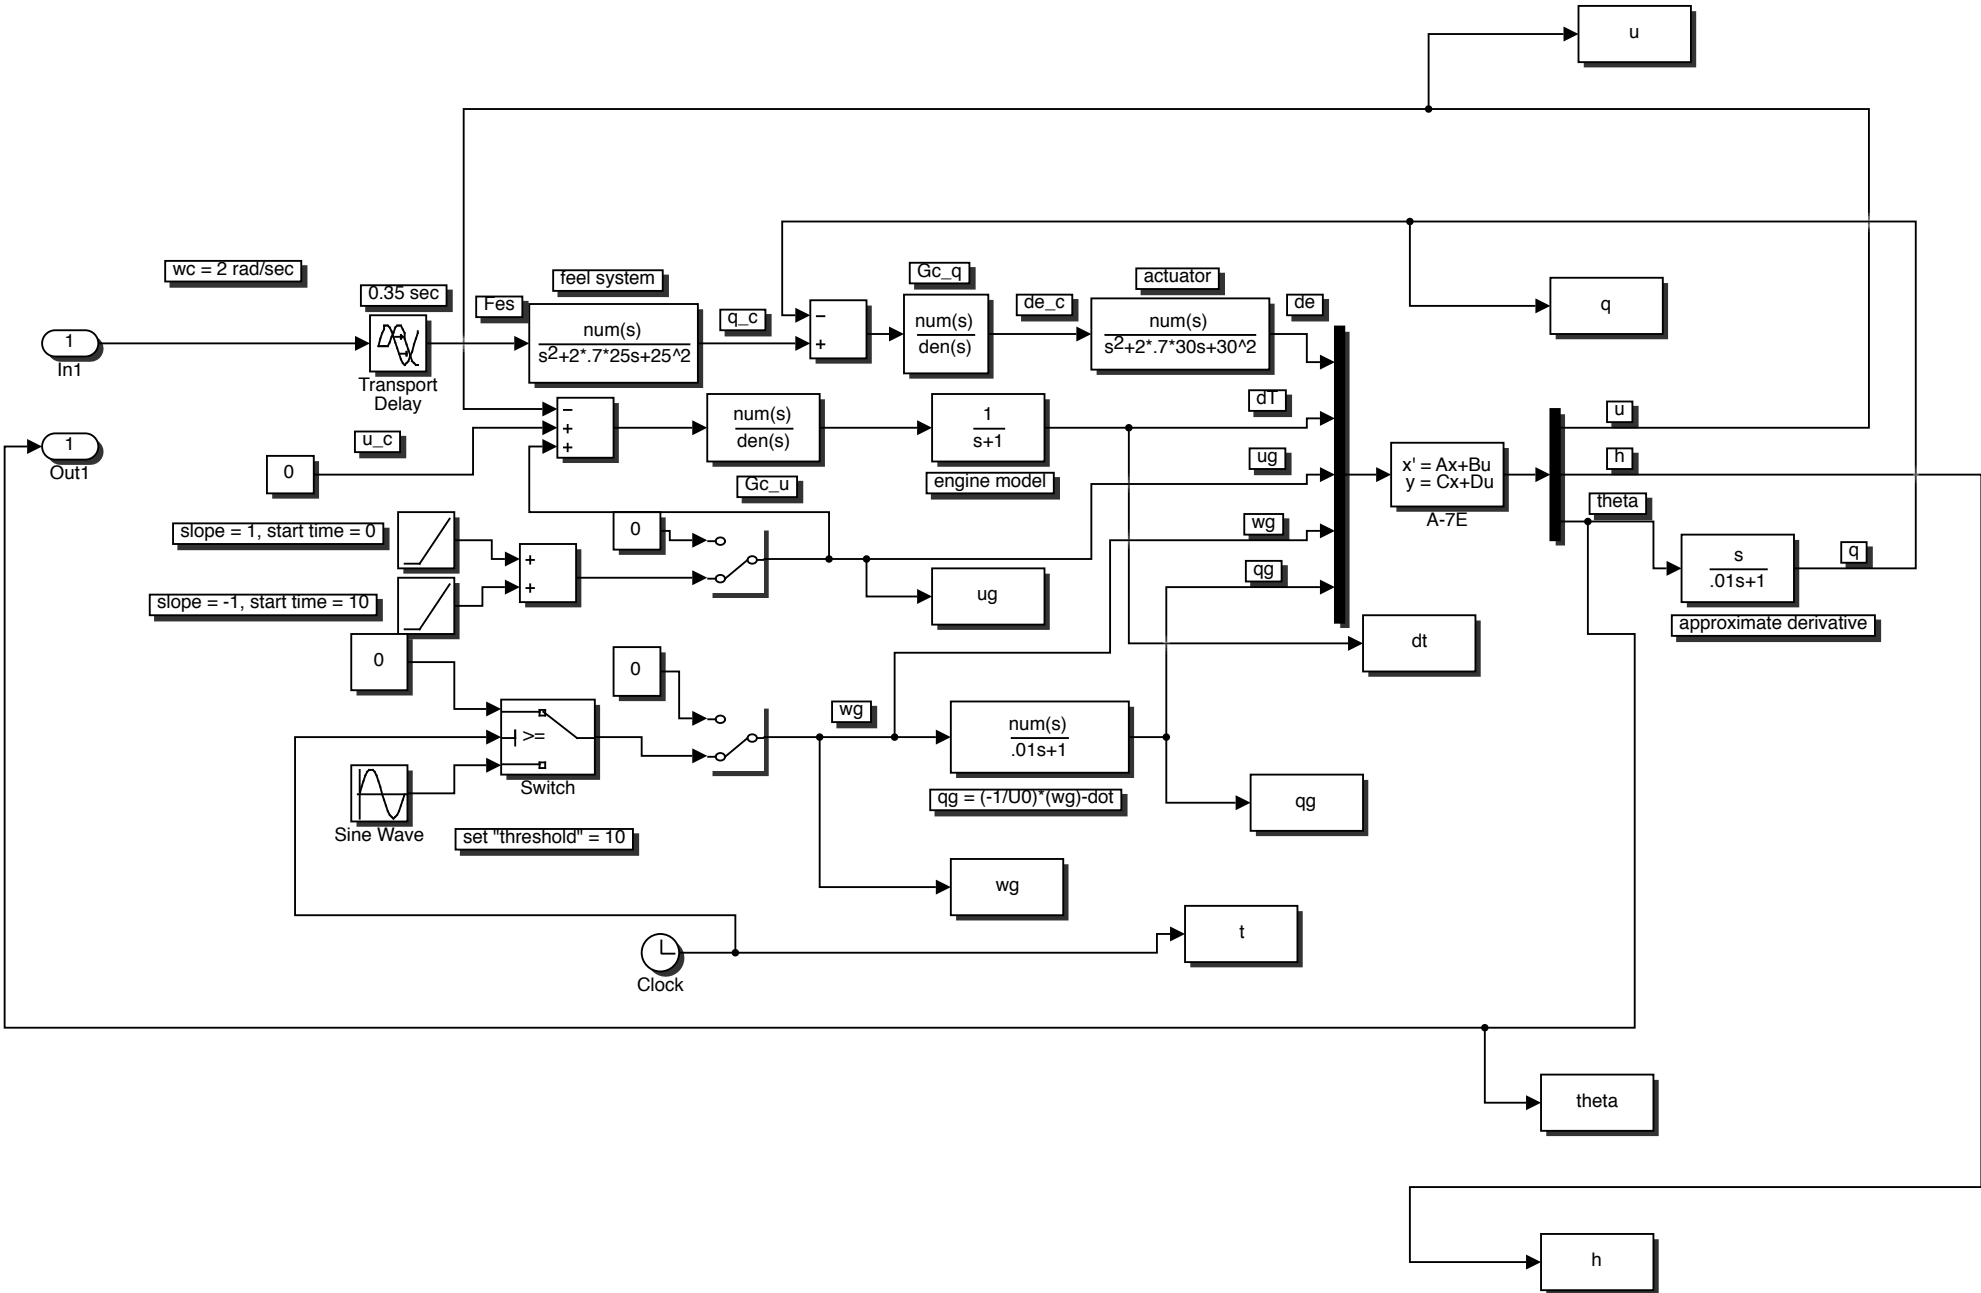 u
wc = 2 rad/sec
0.35 sec
feel system
Gc_q
actuator
Fes
q_c
de_c
de
q
1
In1
Transport
Delay
num(s)
s2+2*.7*25s+25^2
−
+
num(s)
den(s)
num(s)
s2+2*.7*30s+30^2
1
Out1
u_c
0
−
+
+
num(s)
den(s)
Gc_u
1
s+1
engine model
dT
ug
wg
qg
x' = Ax+Bu
y = Cx+Du
A-7E
u
h
theta
s
.01s+1
q
approximate derivative
slope = 1, start time = 0
slope = -1, start time = 10
+
+
0
ug
dt
0
0
>=
Switch
Sine Wave
set "threshold" = 10
wg
num(s)
.01s+1
qg = (-1/U0)*(wg)-dot
qg
wg
t
Clock
theta
h